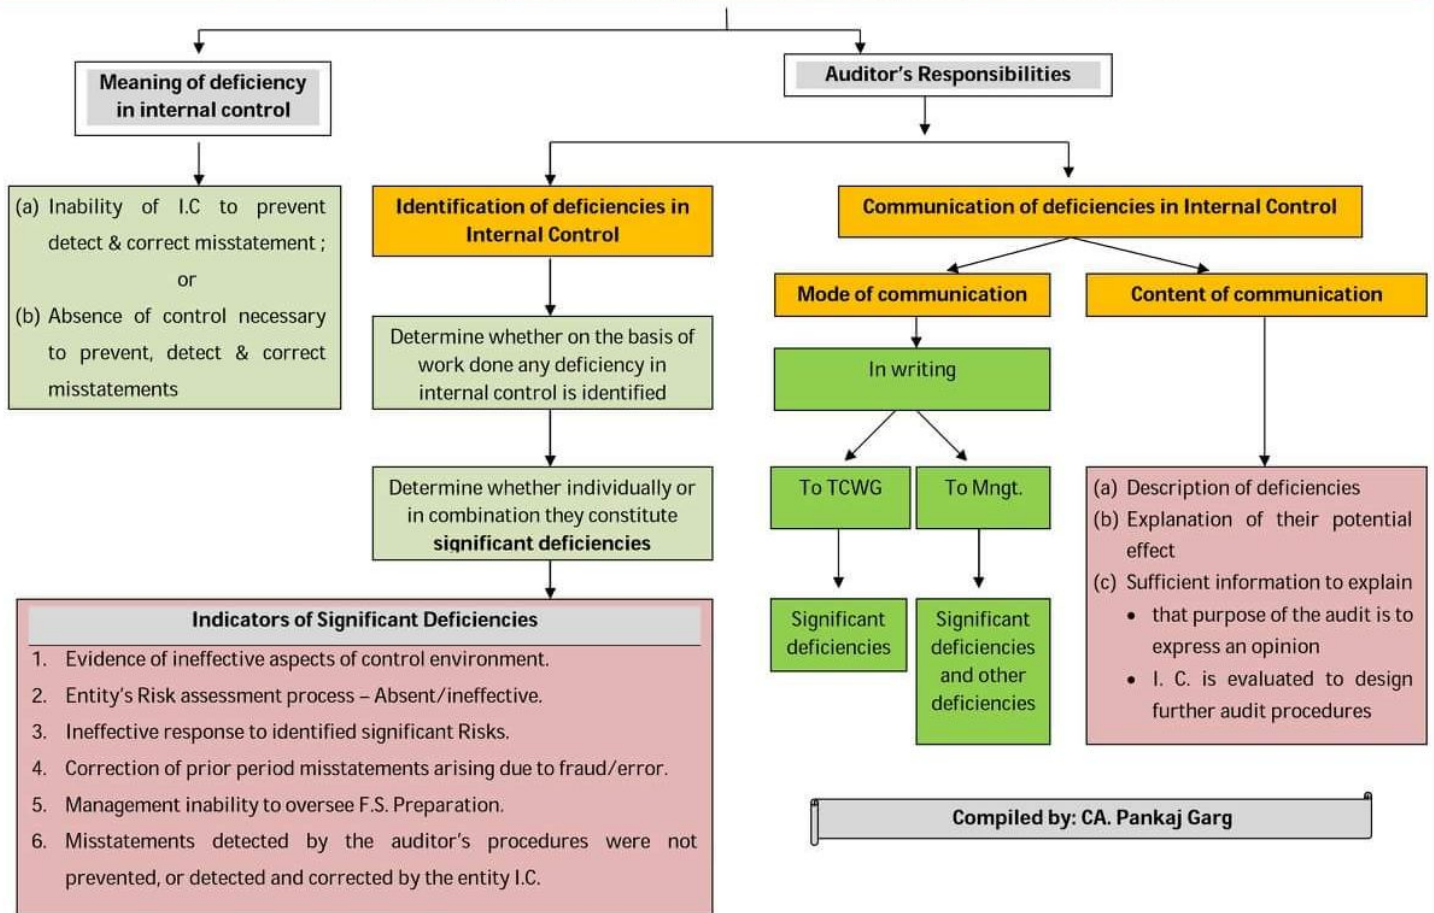 Meaning of deficiency
in internal control
Auditor's Responsibilities
(a) Inability of I.C to prevent
detect & correct misstatement ;
or
(b) Absence of control necessary
to prevent, detect & correct
misstatements
Identification of deficiencies in
Internal Control
Determine whether on the basis of
work done any deficiency in
internal control is identified
Determine whether individually or
in combination they constitute
significant deficiencies
Indicators of Significant Deficiencies
1. Evidence of ineffective aspects of control environment.
2. Entity's Risk assessment process – Absent/ineffective.
3. Ineffective response to identified significant Risks.
4. Correction of prior period misstatements arising due to fraud/error.
5. Management inability to oversee F.S. Preparation.
6. Misstatements detected by the auditor's procedures were not
prevented, or detected and corrected by the entity I.C.
Communication of deficiencies in Internal Control
Mode of communication
In writing
To TCWG
To Mngt.
Significant
deficiencies
Significant
deficiencies
and other
deficiencies
Content of communication
(a) Description of deficiencies
(b) Explanation of their potential
effect
(c) Sufficient information to explain
• that purpose of the audit is to
express an opinion
• I. C. is evaluated to design
further audit procedures
Compiled by: CA. Pankaj Garg